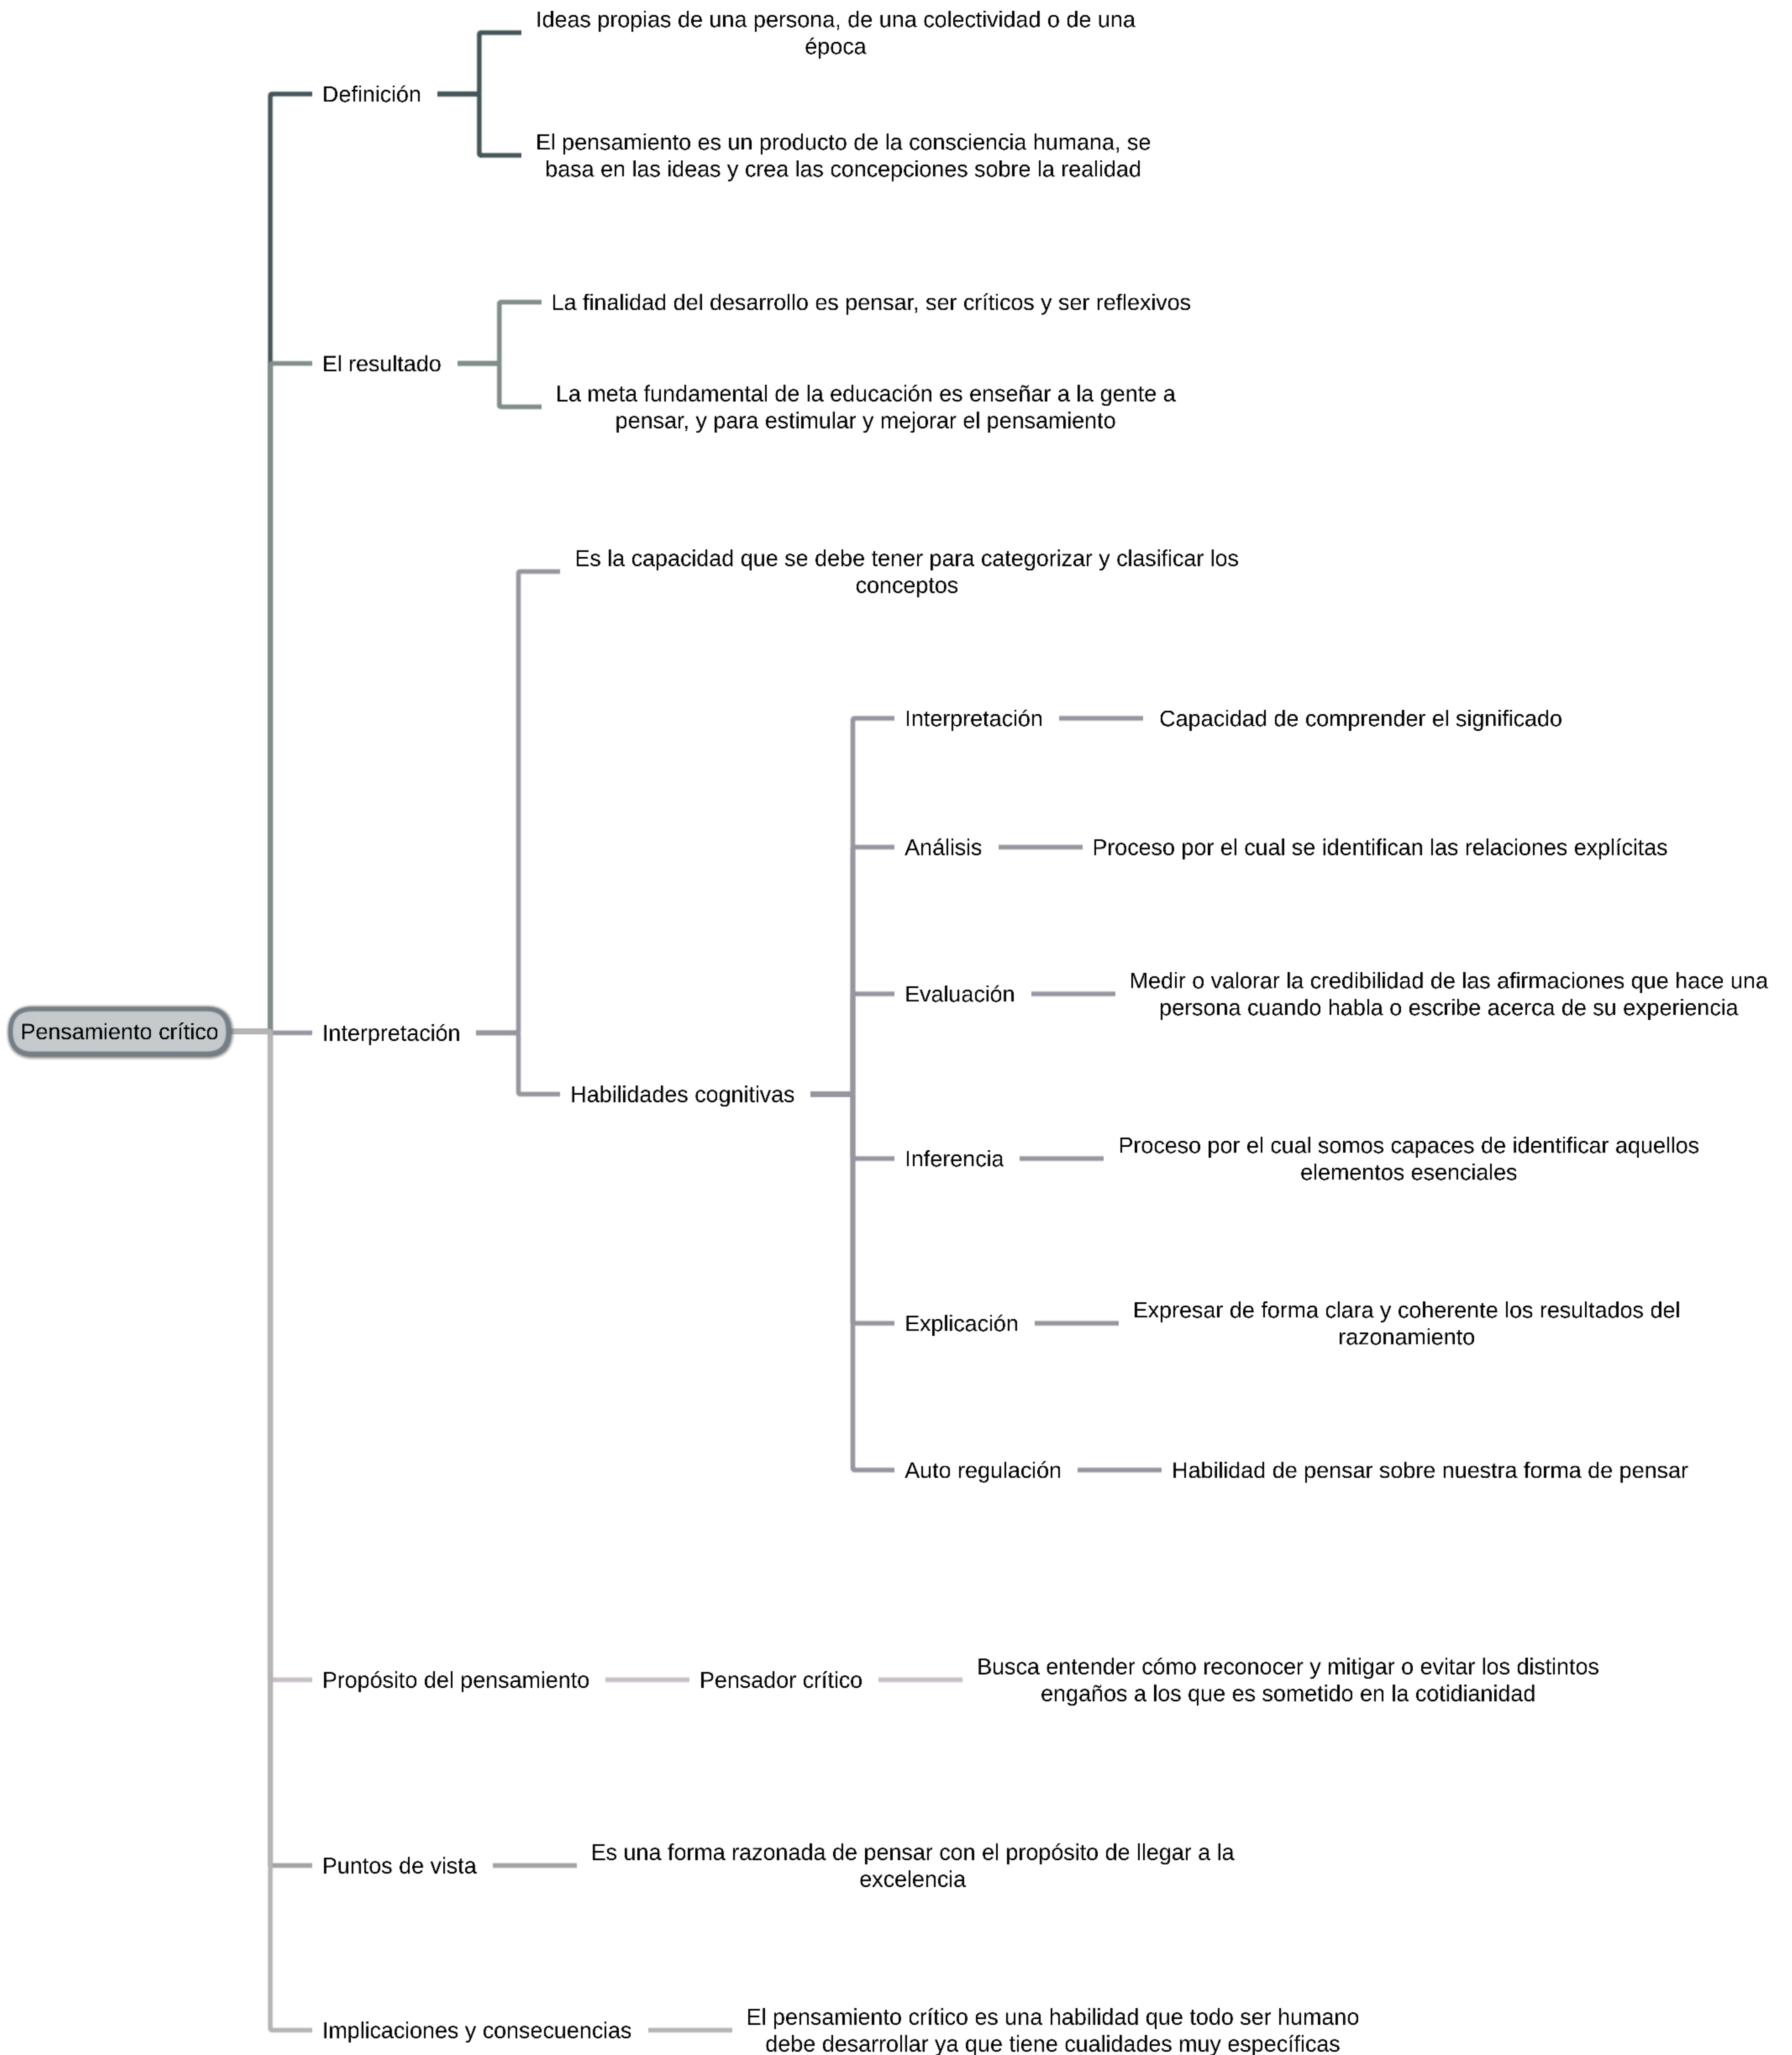 Ideas propias de una persona, de una colectividad o de una
época
Definición
El pensamiento es un producto de la consciencia humana, se
basa en las ideas y crea las concepciones sobre la realidad
La finalidad del desarrollo es pensar, ser críticos y ser reflexivos
El resultado
La meta fundamental de la educación es enseñar a la gente a
pensar, y para estimular y mejorar el pensamiento
Es la capacidad que se debe tener para categorizar y clasificar los
conceptos
Interpretación
Capacidad de comprender el significado
Análisis
Proceso por el cual se identifican las relaciones explícitas
Evaluación
Medir o valorar la credibilidad de las afirmaciones que hace una
persona cuando habla o escribe acerca de su experiencia
Pensamiento crítico
Interpretación
Habilidades cognitivas
Inferencia
Proceso por el cual somos capaces de identificar aquellos
elementos esenciales
Explicación
Expresar de forma clara y coherente los resultados del
razonamiento
Auto regulación
Habilidad de pensar sobre nuestra forma de pensar
Propósito del pensamiento
Pensador crítico
Busca entender cómo reconocer y mitigar o evitar los distintos
engaños a los que es sometido en la cotidianidad
Puntos de vista
Es una forma razonada de pensar con el propósito de llegar a la
excelencia
Implicaciones y consecuencias
El pensamiento crítico es una habilidad que todo ser humano
debe desarrollar ya que tiene cualidades muy específicas